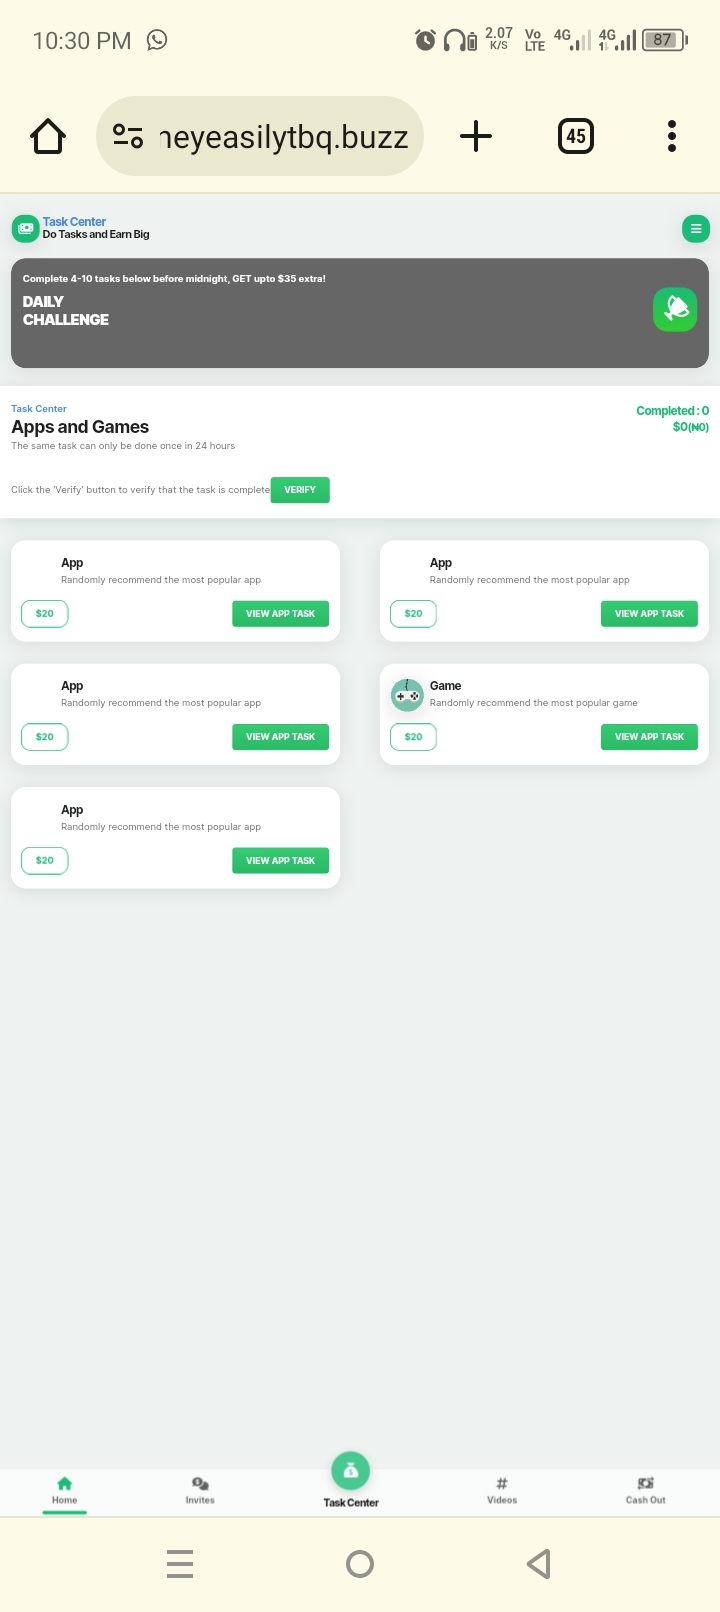 10:30 PM
2.07
K/S
Vo
LTE
4G
4G
87
neyeasilytbq.buzz
45
Task Center
Do Tasks and Earn Big
Complete 4-10 tasks below before midnight, GET upto $35 extra!
DAILY
CHALLENGE
Task Center
Completed : 0
Apps and Games
$0(₦0)
The same task can only be done once in 24 hours
Click the 'Verify' button to verify that the task is complete
VERIFY
App
Randomly recommend the most popular app
$20
VIEW APP TASK
App
Randomly recommend the most popular app
$20
VIEW APP TASK
App
Randomly recommend the most popular app
$20
VIEW APP TASK
Game
Randomly recommend the most popular game
$20
VIEW APP TASK
App
Randomly recommend the most popular app
$20
VIEW APP TASK
Home
Invites
Task Center
Videos
Cash Out